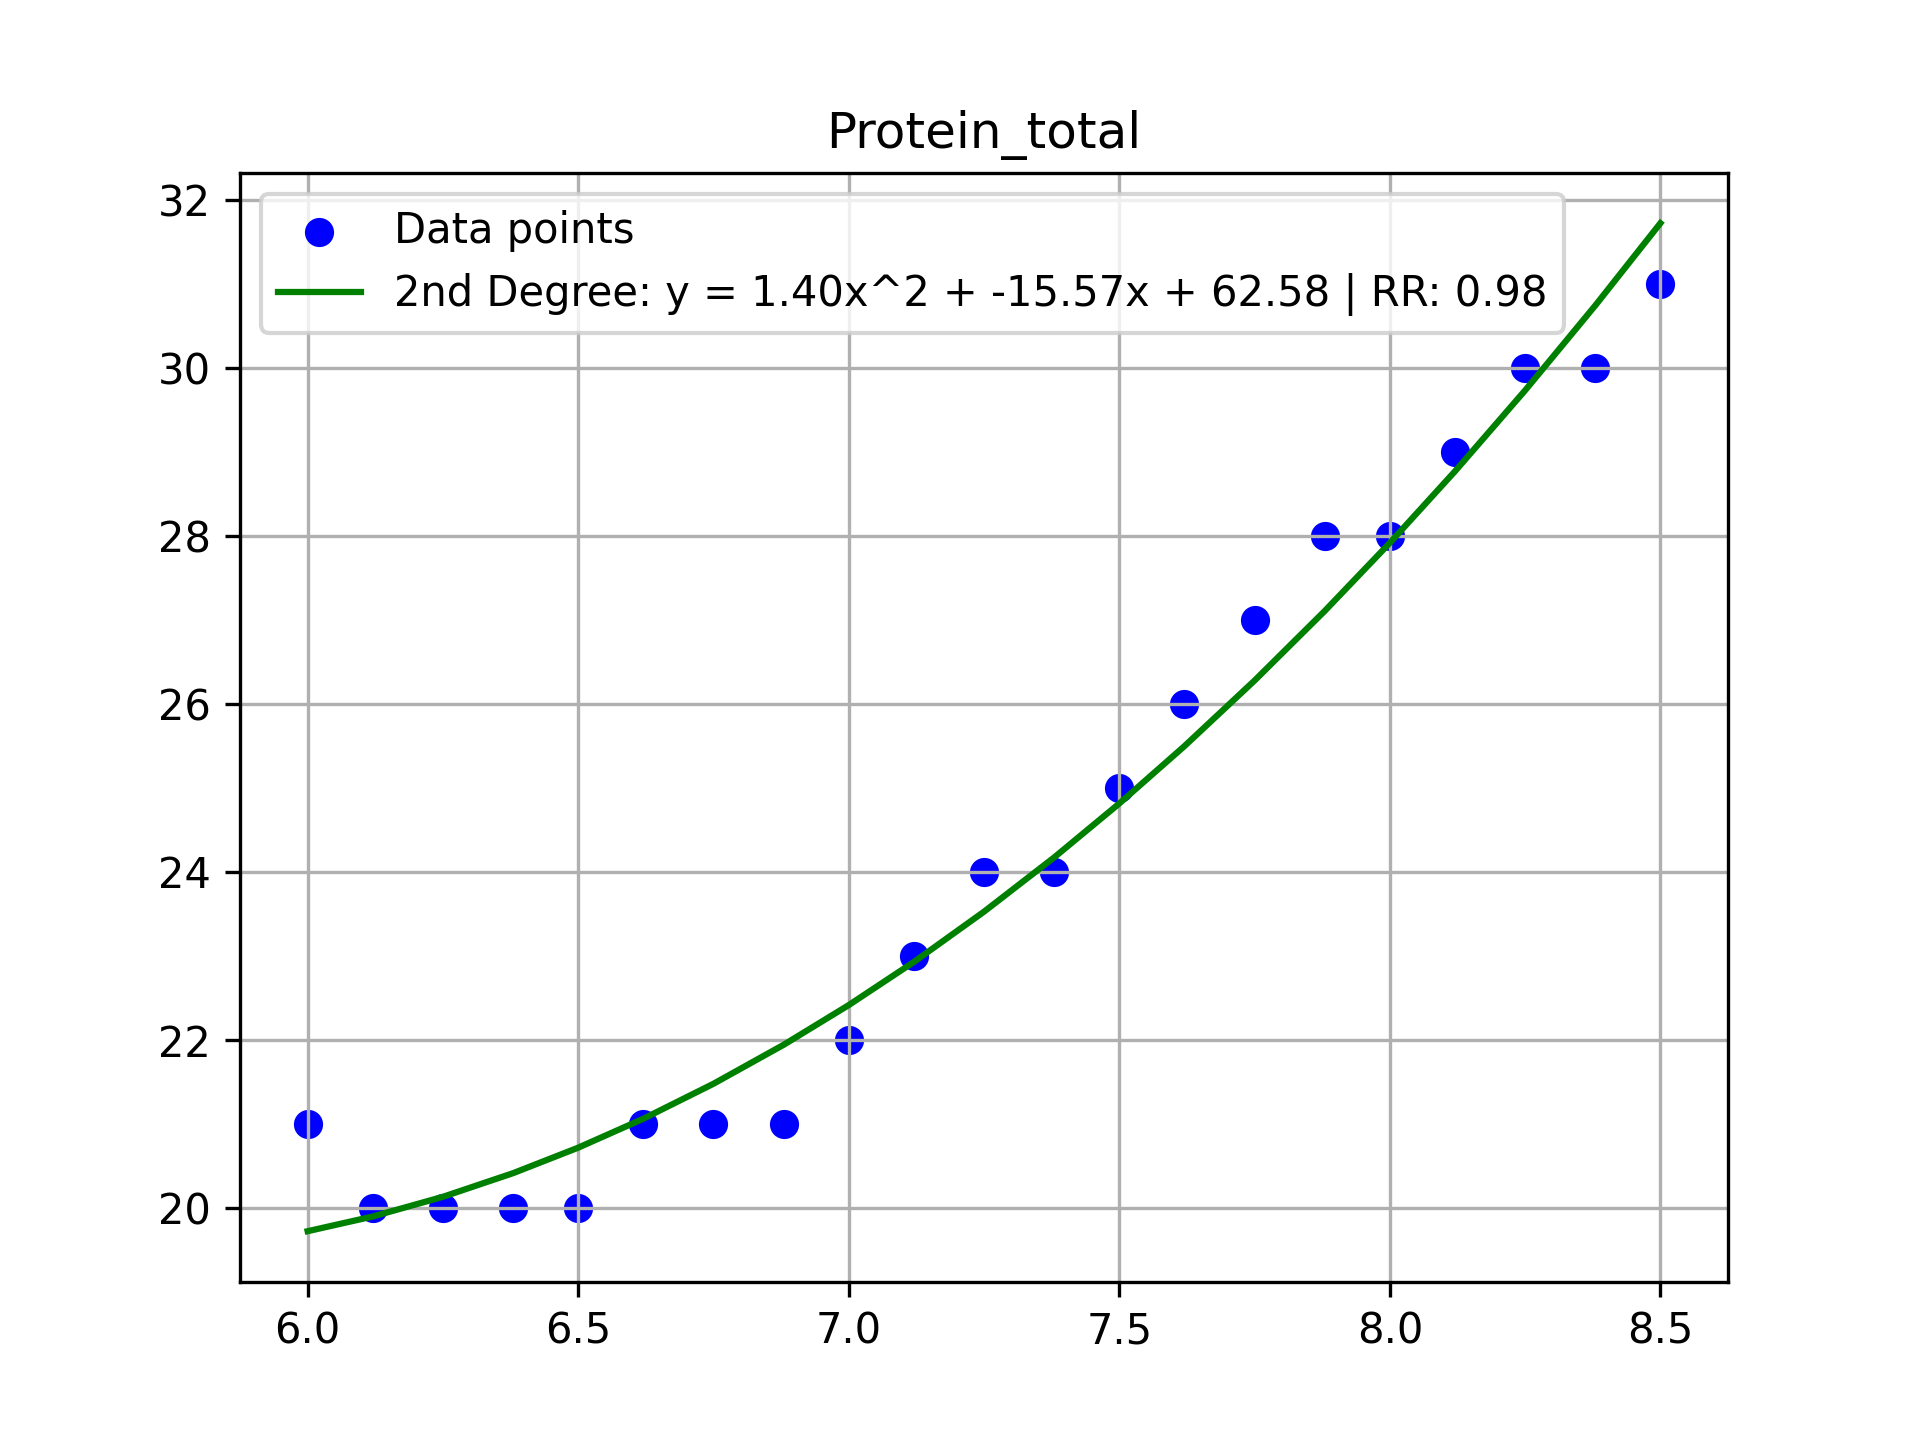 Protein_total
Data points
2nd Degree: y = 1.40x^2 + -15.57x + 62.58 | RR: 0.98
32
30
28
26
24
22
20
6.0 6.5 7.0 7.5 8.0 8.5